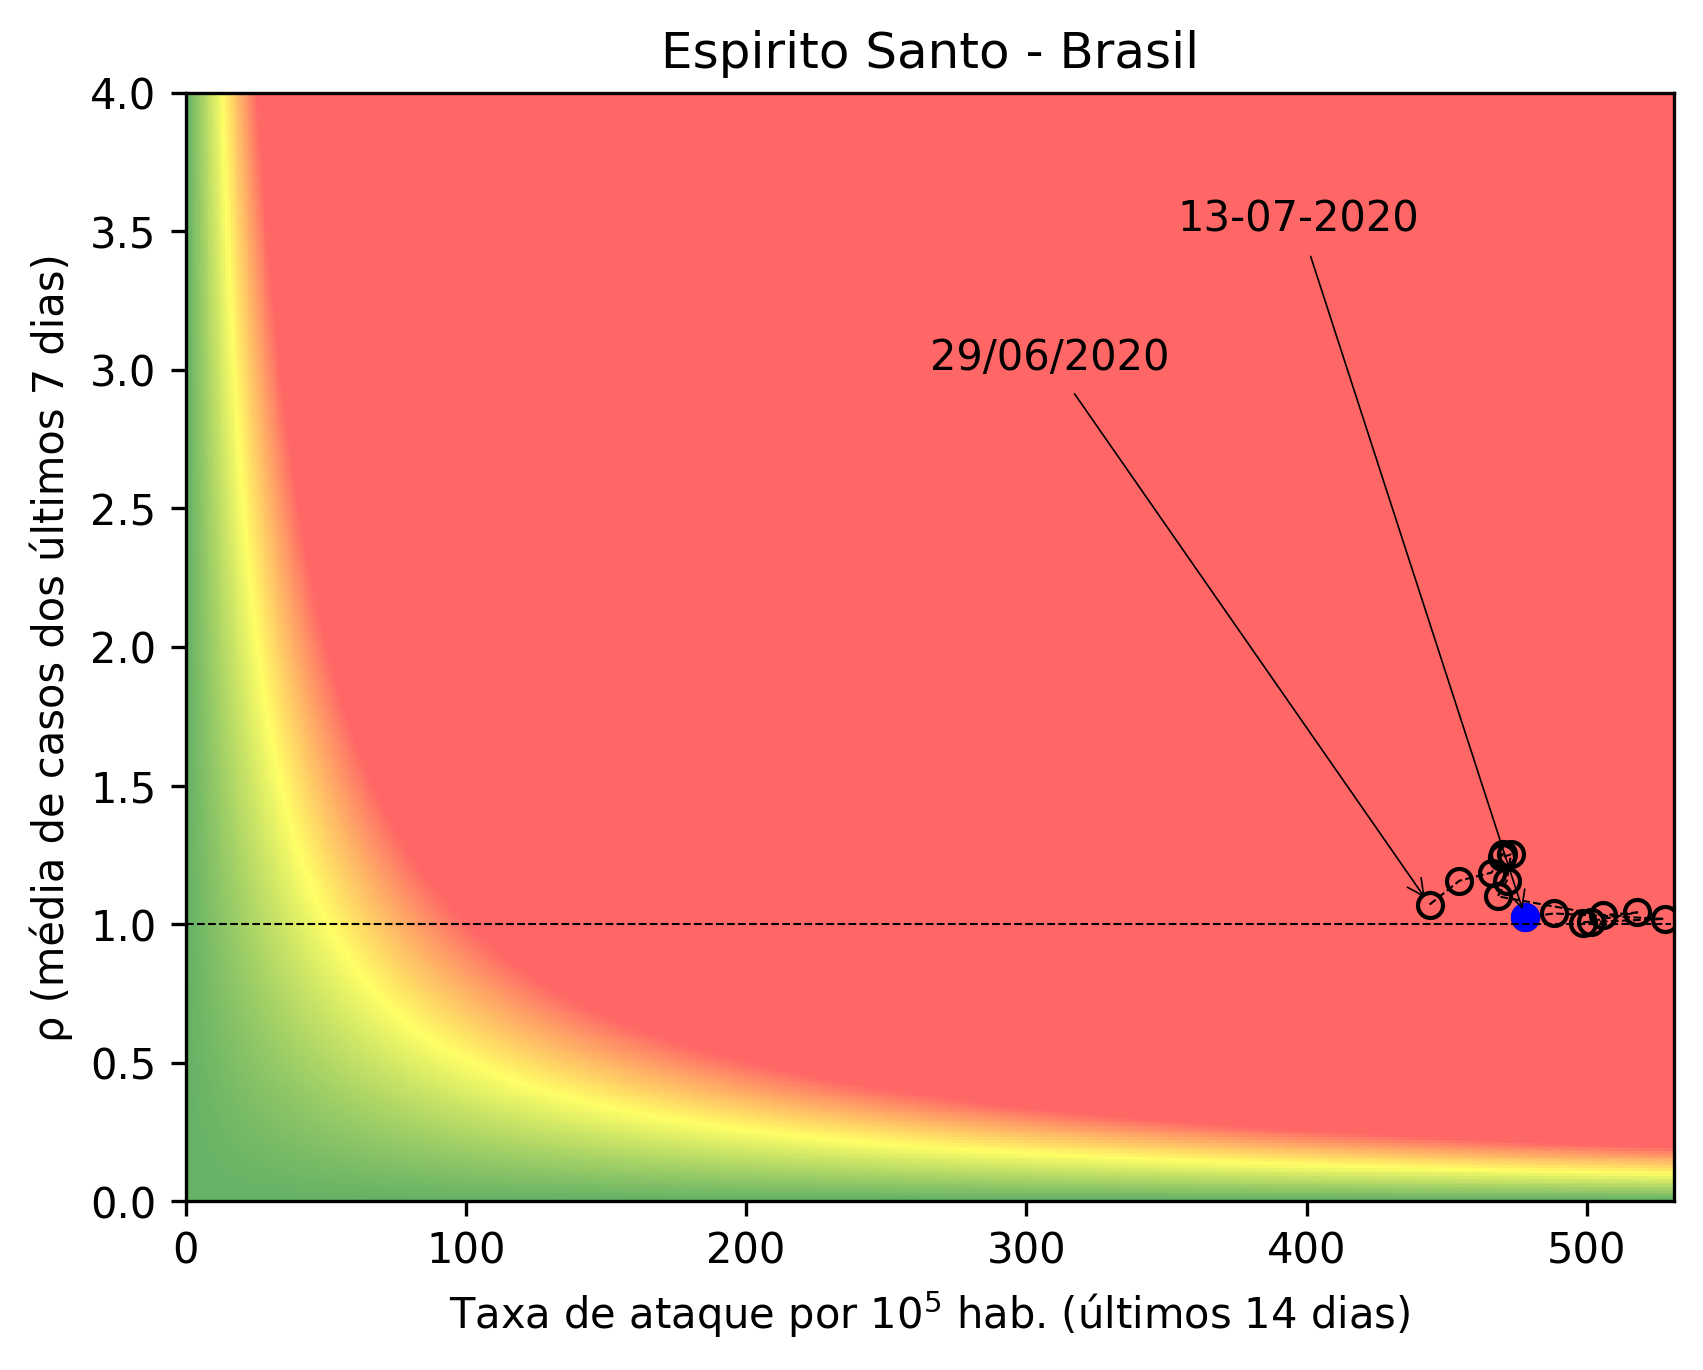 Espirito Santo - Brasil
4.0
3.5
3.0
2.5
2.0
1.5
1.0
0.5
0.0
ρ (média de casos dos últimos 7 dias)
13-07-2020
29/06/2020
0 100 200 300 400 500
Taxa de ataque por 10⁵ hab. (últimos 14 dias)